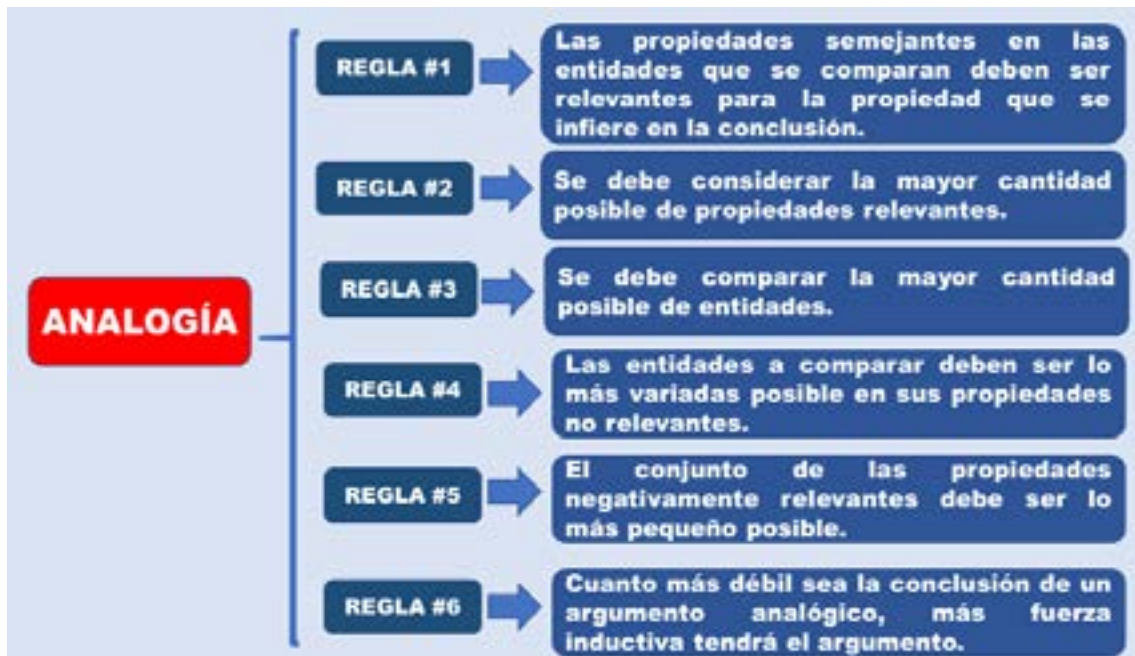 ANALOGÍA
REGLA #1
Las propiedades semejantes en las
entidades que se comparan deben ser
relevantes para la propiedad que se
infiere en la conclusión.
REGLA #2
Se debe considerar la mayor cantidad
posible de propiedades relevantes.
REGLA #3
Se debe comparar la mayor cantidad
posible de entidades.
REGLA #4
Las entidades a comparar deben ser lo
más variadas posible en sus propiedades
no relevantes.
REGLA #5
El conjunto de las propiedades
negativamente relevantes debe ser lo
más pequeño posible.
REGLA #6
Cuanto más débil sea la conclusión de un
argumento analógico, más fuerza
inductiva tendrá el argumento.